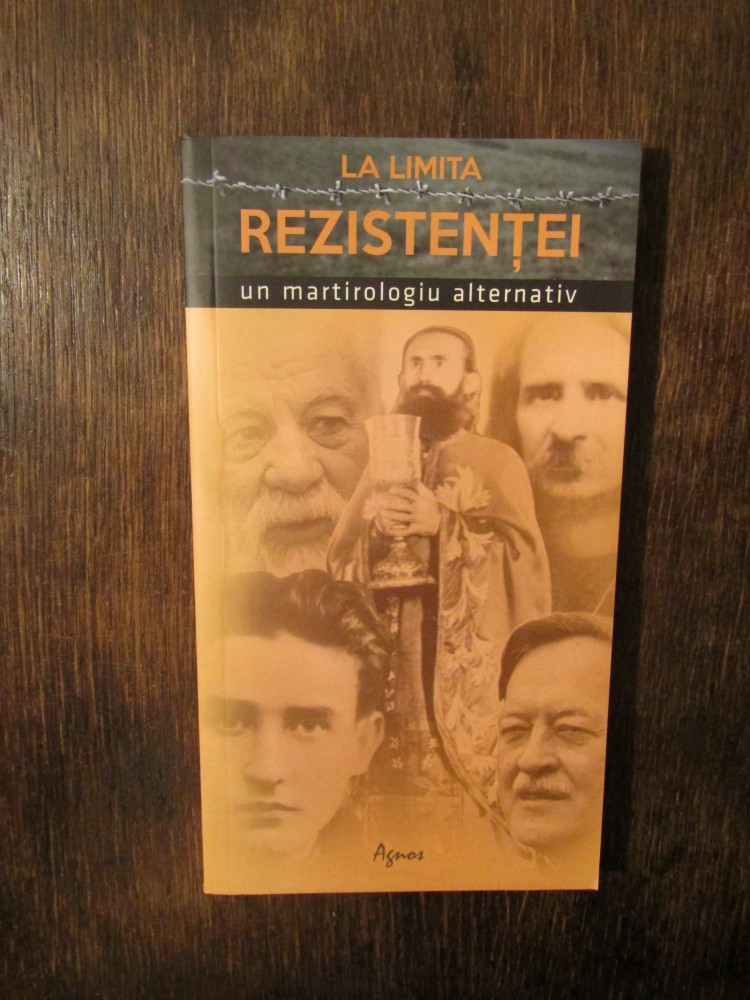 LA LIMITA
REZISTENȚEI
un martirologiu alternativ
Agnos